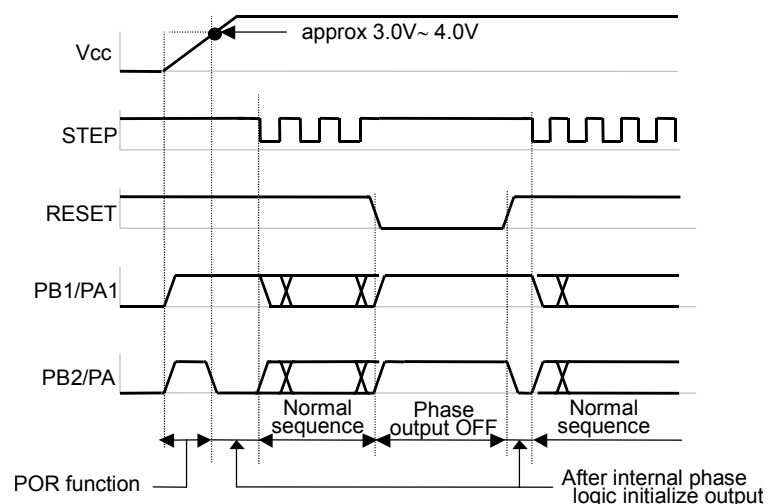 approx 3.0V~ 4.0V
Vcc
STEP
RESET
PB1/PA1
PB2/PA
Normal
sequence
Phase
output OFF
Normal
sequence
POR function
After internal phase
logic initialize output